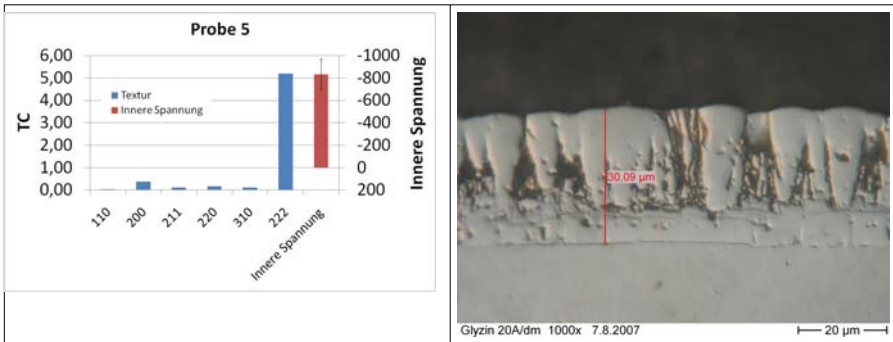 Probe 5
TC
6,00
5,00
4,00
3,00
2,00
1,00
0,00
Textur
Innere Spannung
-1000
-800
-600
-400
-200
0
200
Innere Spannung
110
200
211
220
310
222
Innere Spannung
30.09 µm
Glyzin 20A/dm 1000x 7.8.2007
20 µm